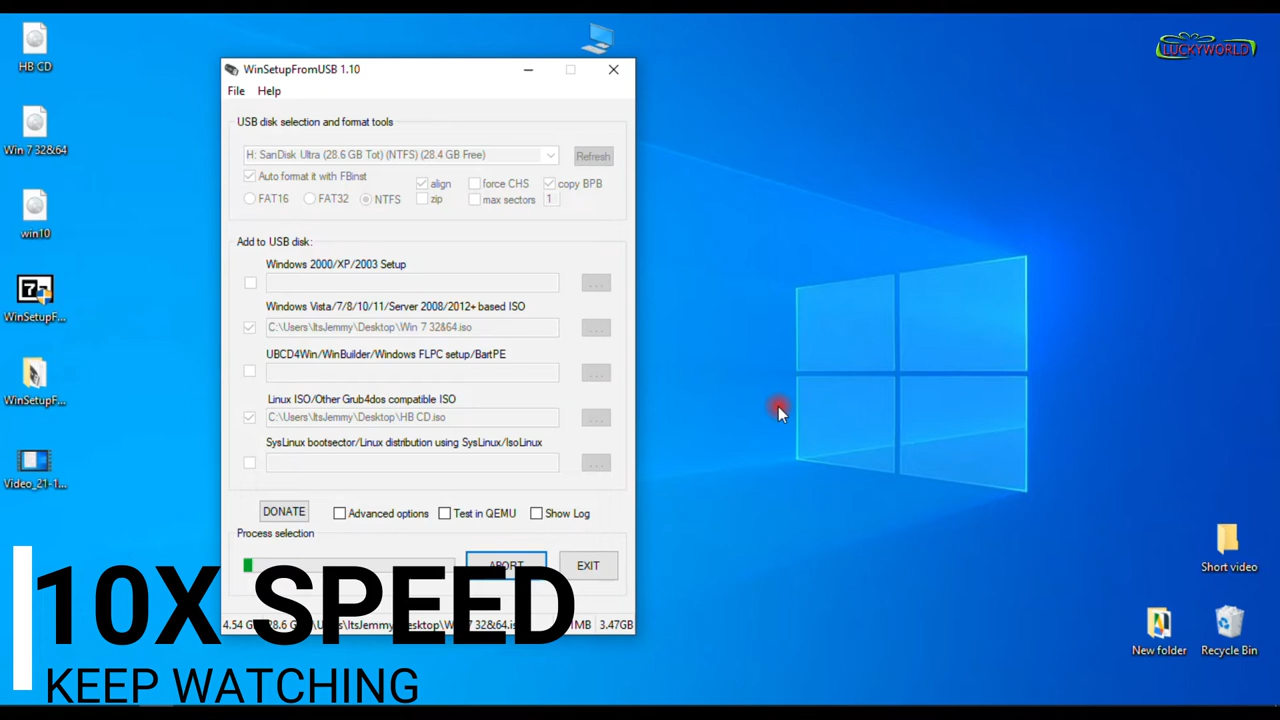 HB CD
Win 7 32&64
win10
WinSetupF...
WinSetupF...
Video_21-1...
LUCKYWORLD
WinSetupFromUSB 1.10
File Help
USB disk selection and format tools
H: SanDisk Ultra (28.6 GB Tot) (NTFS) (28.4 GB Free)
Refresh
Auto format it with FBinst
align
force CHS
copy BPB
FAT16
FAT32
NTFS
zip
max sectors
1
Add to USB disk:
Windows 2000/XP/2003 Setup
...
Windows Vista/7/8/10/11/Server 2008/2012+ based ISO
C:\Users\ItsJemmy\Desktop\Win 7 32&64.iso
...
UBCD4Win/WinBuilder/Windows FLPC setup/BartPE
...
Linux ISO/Other Grub4dos compatible ISO
C:\Users\ItsJemmy\Desktop\HB CD.iso
...
SysLinux bootsector/Linux distribution using SysLinux/IsoLinux
...
DONATE
Advanced options
Test in QEMU
Show Log
Process selection
ABORT
EXIT
3.47GB
10X SPEED
KEEP WATCHING
Short video
New folder
Recycle Bin